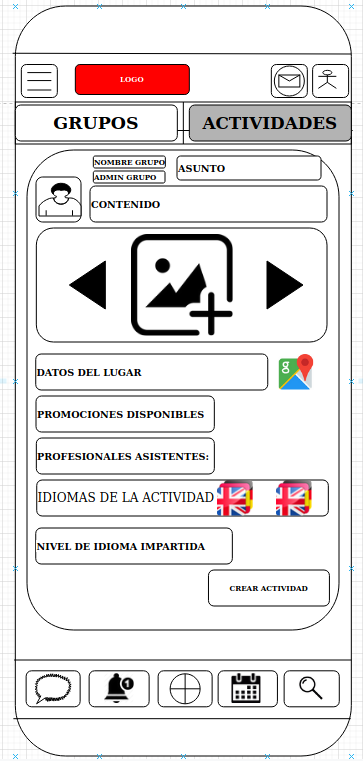 LOGO
GRUPOS
ACTIVIDADES
NOMBRE GRUPO
ADMIN GRUPO
ASUNTO
CONTENIDO
g
DATOS DEL LUGAR
PROMOCIONES DISPONIBLES
PROFESIONALES ASISTENTES:
IDIOMAS DE LA ACTIVIDAD
NIVEL DE IDIOMA IMPARTIDA
CREAR ACTIVIDAD
1